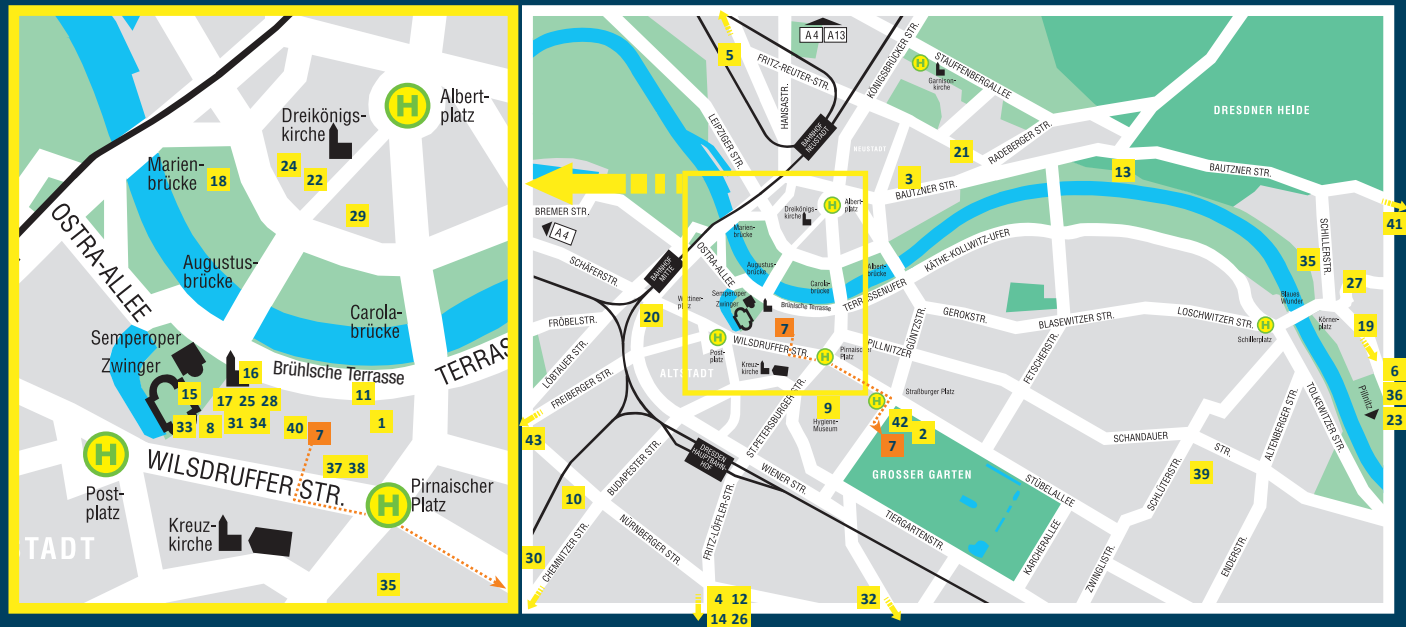 Albert-
platz
H
Dreikönigs-
kirche
24
22
Marien-
brücke
18
29
OSTRA-ALLEE
Augustus-
brücke
Carola-
brücke
Semperoper
Zwinger
16
Brühlsche Terrasse
TERRASS
15
17 25 28
11
33
8
31 34
40
7
1
H
WILSDRUFFER STR.
37 38
Post-
platz
H
Pirnaischer
Platz
Kreuz-
kirche
STADT
35
5
A 4
A13
FRITZ-REUTER-STR.
HANSASTR.
KÖNIGSBRÜCKER STR.
H
STAUFFENBERGALLEE
Garnison-
kirche
DRESDNER HEIDE
LEIPZIGER STR.
BAHNHOF
NEUSTADT
NEUSTADT
21
RADEBERGER STR.
3
BAUTZNER STR.
13
BAUTZNER STR.
41
BREMER STR.
A 4
SCHÄFERSTR.
BAHNHOF
MITTE
Marien-
brücke
Dreikönigs-
kirche
H
Albert-
platz
OSTRA-ALLEE
Augustus-
brücke
Carola-
brücke
Albert-
brücke
TERRASSENUFER
KÄTHE-KOLLWITZ-UFER
SCHILLERSTR.
35
27
Blaues
Wunder
Körner-
platz
19
20
Wettiner-
platz
Semperoper
Zwinger
Brühlsche Terrasse
7
FRÖBELSTR.
LÖBTAUER STR.
FREIBERGER STR.
H
Post-
platz
WILSDRUFFER STR.
H
Pirnaischer
Platz
PILLNITZER
GÜNTZSTR.
GEROKSTR.
BLASEWITZER STR.
LOSCHWITZER STR.
H
Schillerplatz
FETSCHERSTR.
ALTSTADT
Kreuz-
kirche
Straßburger Platz
H
6
36
23
Pillnitz
TOLKEWITZER STR.
9
Hygiene-
Museum
42
2
7
43
ST.PETERSBURGER STR.
DRESDEN
HAUPTBAHN-
HOF
WIENER STR.
BUDAPESTER STR.
GROSSER GARTEN
SCHANDAUER
STR.
ALTENBERGER STR.
SCHLÜTERSTR.
39
10
NÜRNBERGER STR.
FRITZ-LÖFFLER-STR.
TIERGARTENSTR.
STÜBELALLEE
KARCHERALLEE
ZWINGLISTR.
ENDERSTR.
30
CHEMNITZER STR.
4 12
14 26
32